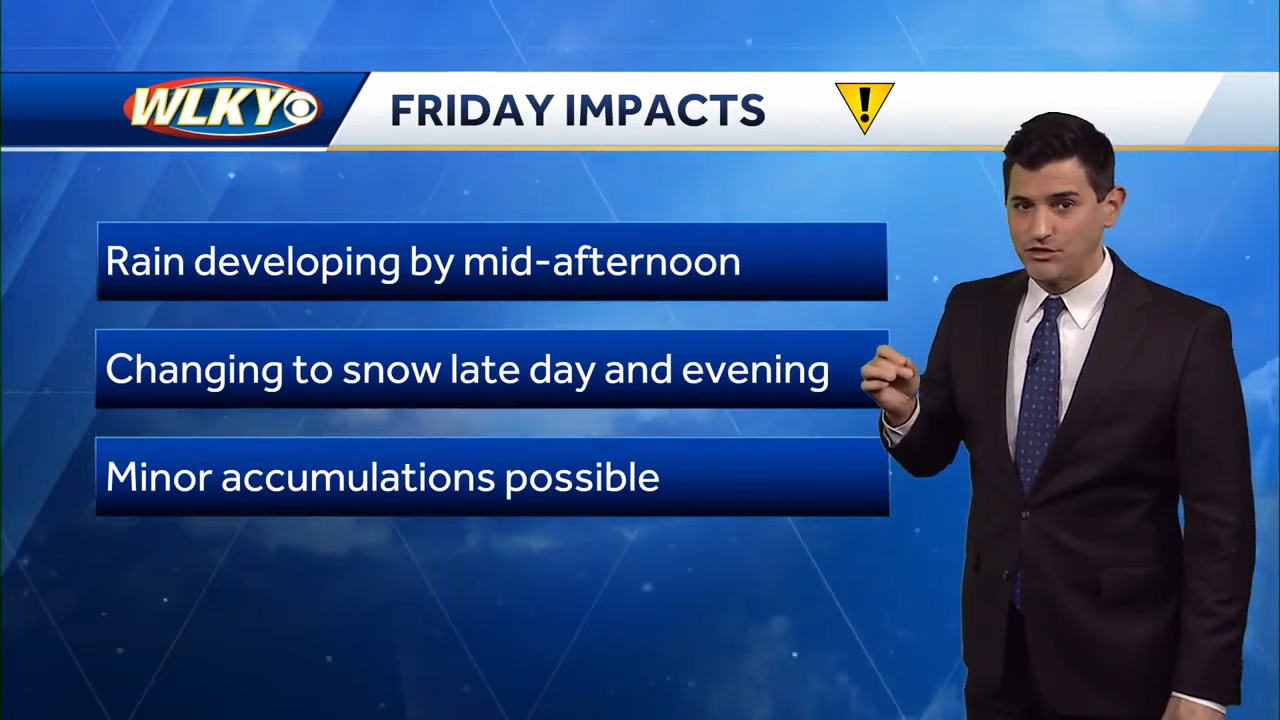 WLKY
FRIDAY IMPACTS
!
Rain developing by mid-afternoon
Changing to snow late day and evening
Minor accumulations possible